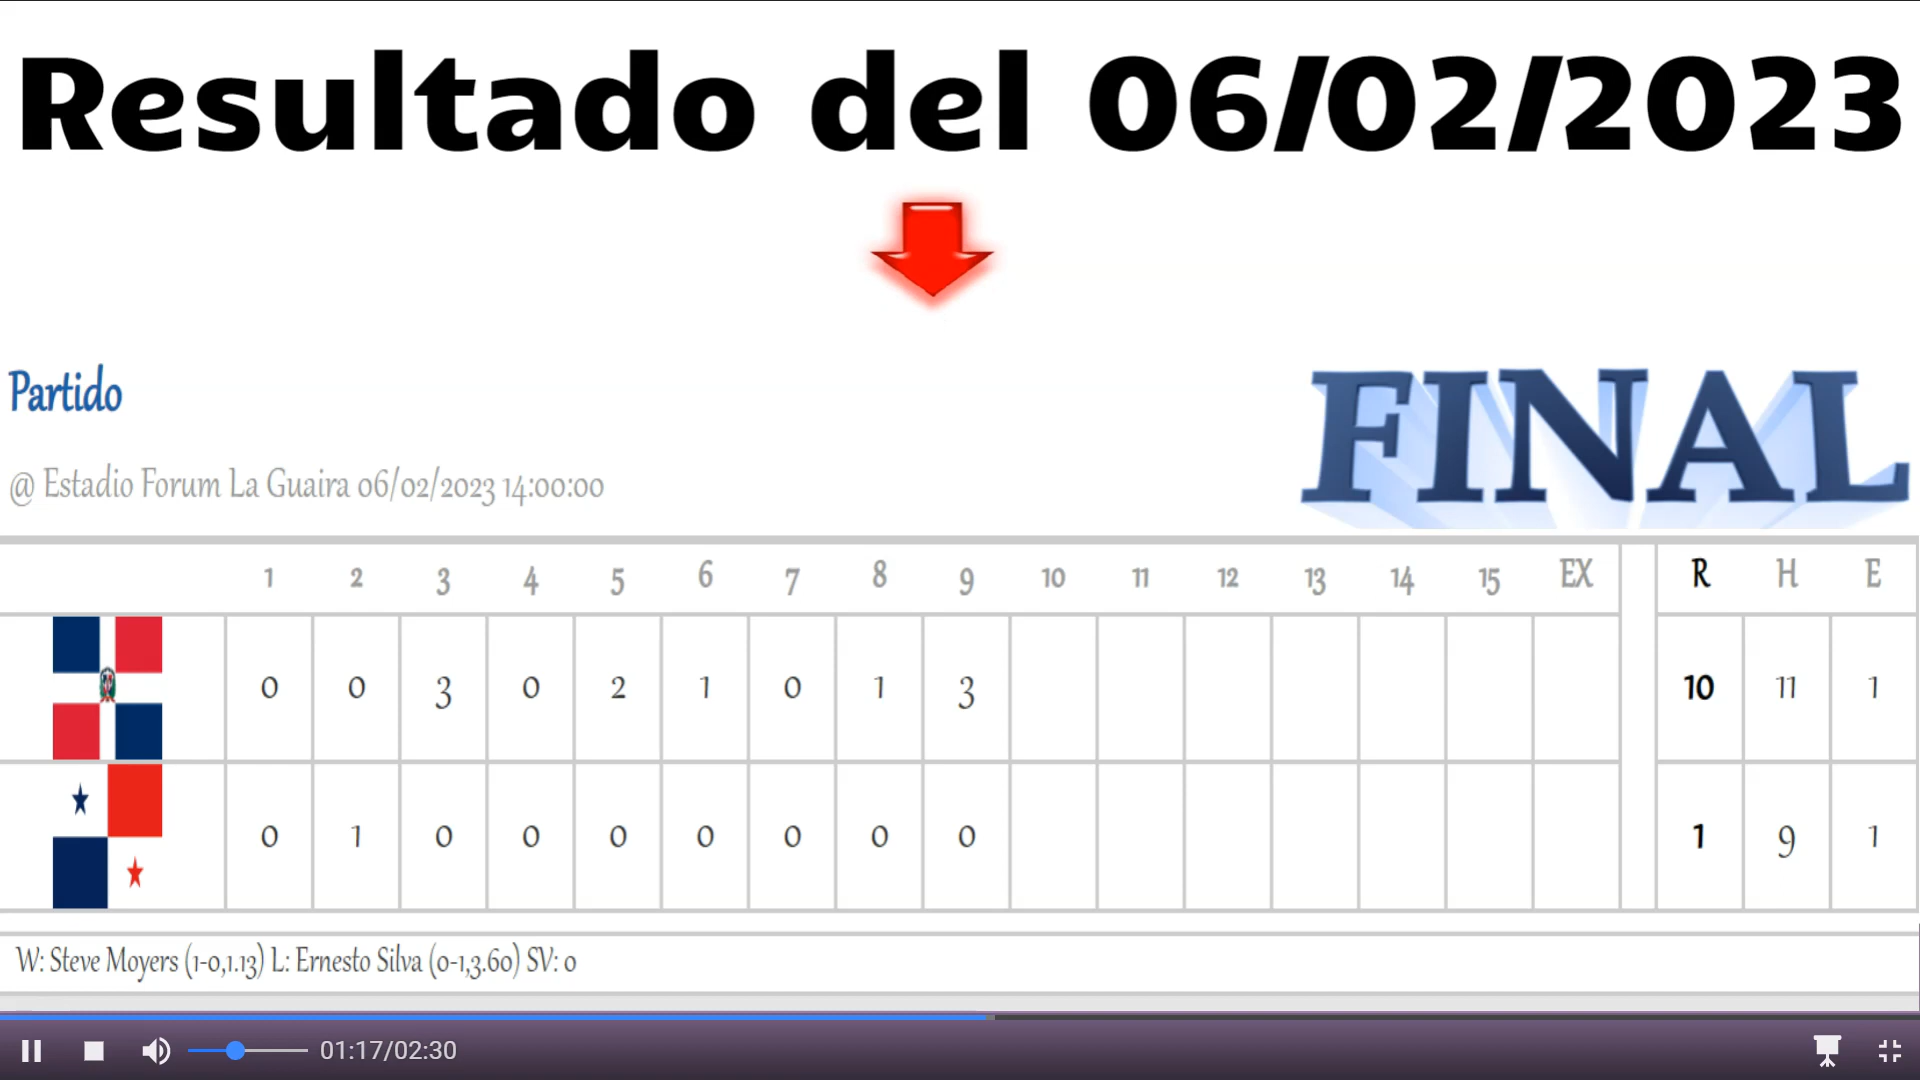 Resultado del 06/02/2023
Partido
FINAL
@ Estadio Forum La Guaira 06/02/2023 14:00:00
1 2 3 4 5 6 7 8 9 10 11 12 13 14 15 EX R H E
0 0 3 0 2 1 0 1 3 10 11 1
0 1 0 0 0 0 0 0 0 1 9 1
W: Steve Moyers (1-0,1.13) L: Ernesto Silva (0-1,3.60) SV: 0
01:17/02:30